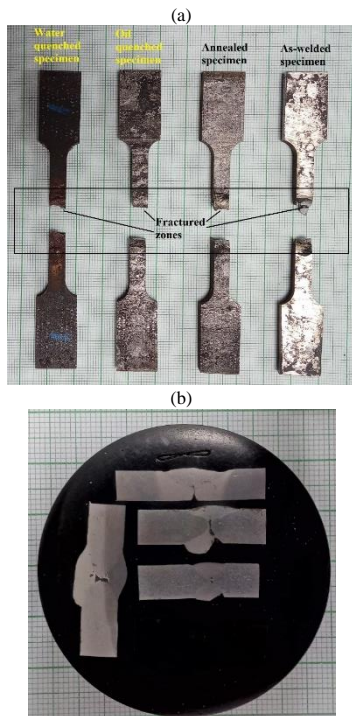 (a)
Water
quenched
specimen
Oil
quenched
specimen
Annealed
specimen
As-welded
specimen
Fractured
zones
(b)